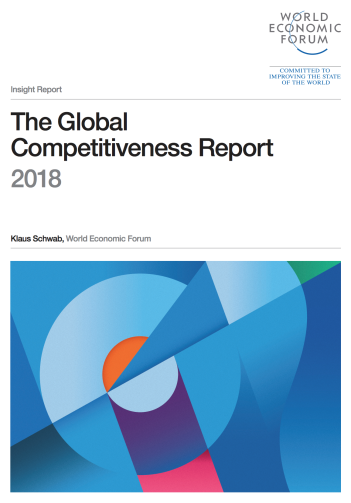 WORLD
ECONOMIC
FORUM
COMMITTED TO
IMPROVING THE STATE
OF THE WORLD
Insight Report
The Global
Competitiveness Report
2018
Klaus Schwab, World Economic Forum